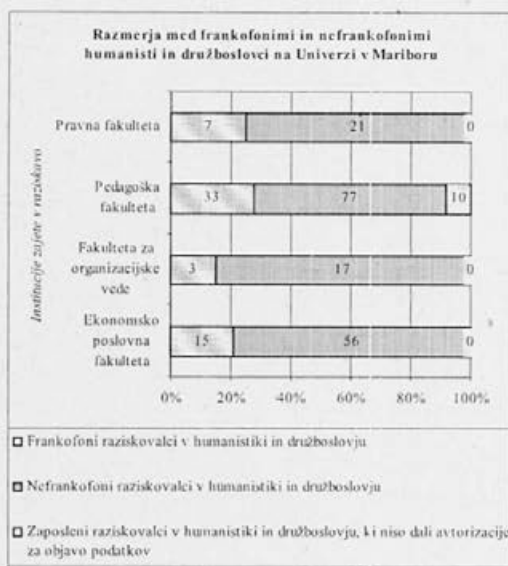 Razmerja med frankofonimi in nefrankofonimi
humanisti in družboslovci na Univerzi v Mariboru
Institucije zajete v raziskavo
Pravna fakulteta
7 21 0
Pedagoška
fakulteta
33 77 10
Fakulteta za
organizacijske
vede
3 17 0
Ekonomsko
poslovna
fakulteta
15 56 0
0% 20% 40% 60% 80% 100%
Frankofoni raziskovalci v humanistiki in družboslovju
Nefrankofoni raziskovalci v humanistiki in družboslovju
Zaposleni raziskovalci v humanistiki in družboslovju, ki niso dali avtorizacije
za objavo podatkov